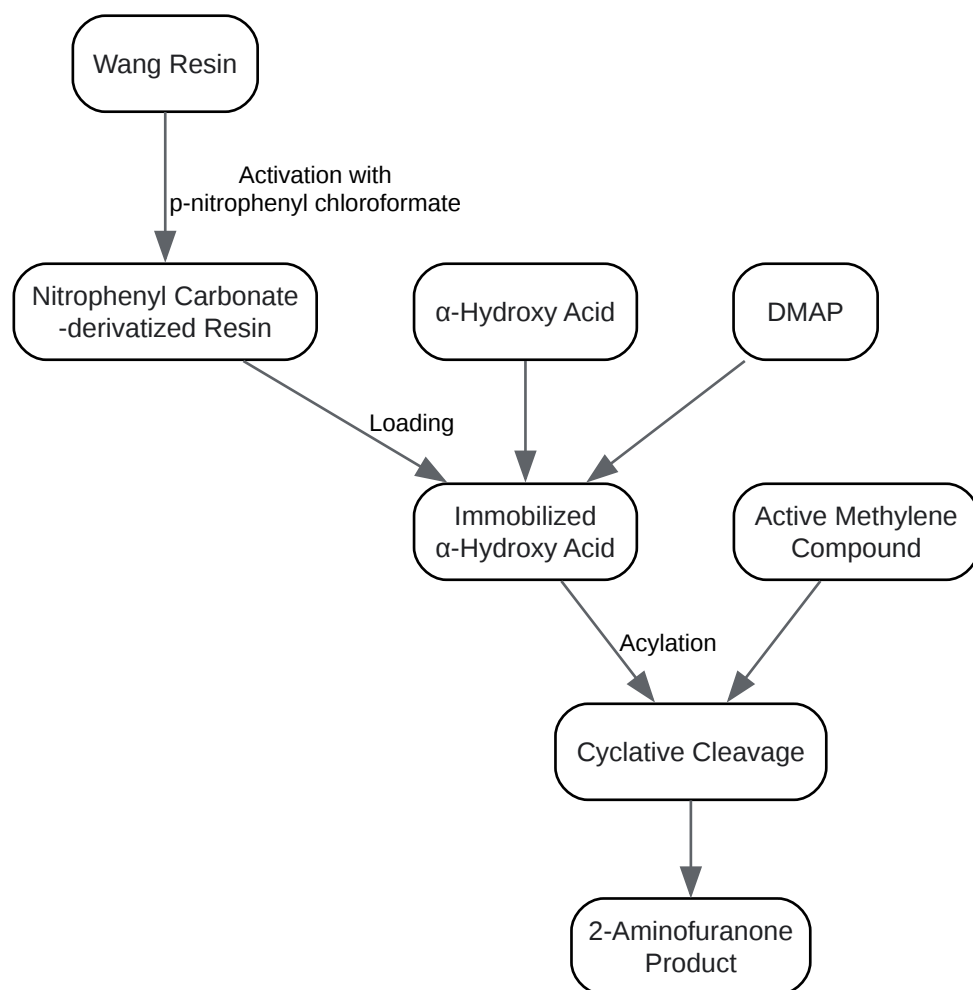 Wang Resin
Activation with
p-nitrophenyl chloroformate
Nitrophenyl Carbonate
-derivatized Resin
α-Hydroxy Acid
DMAP
Loading
Immobilized
α-Hydroxy Acid
Active Methylene
Compound
Acylation
Cyclative Cleavage
2-Aminofuranone
Product